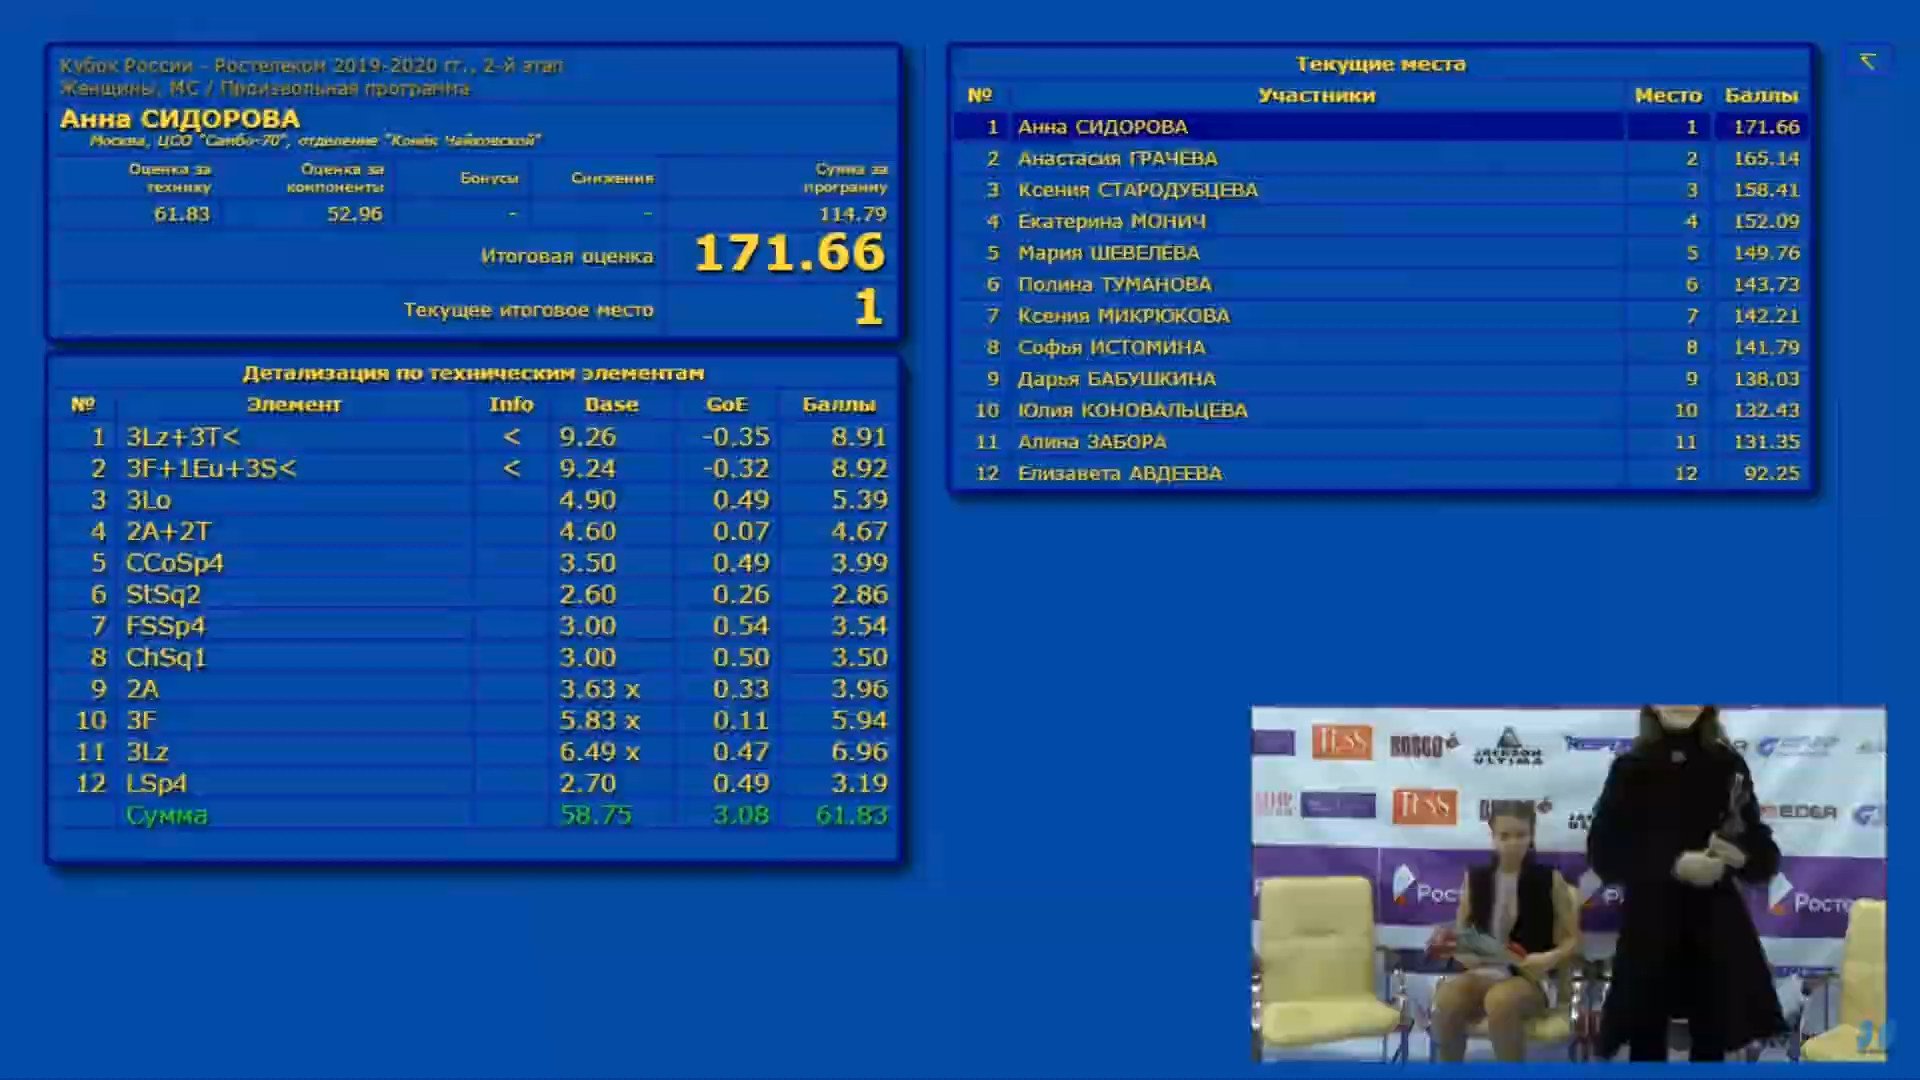 Кубок России - Ростелеком 2019-2020 гг., 2-й этап
Женщины, МС / Произвольная программа
Анна СИДОРОВА
Москва, ЦСО "Самбо-70", отделение "Конёк Чайковской"
Оценка за технику Оценка за компоненты Бонусы Снижения Сумма за программу
61.83 52.96 - - 114.79
Итоговая оценка 171.66
Текущее итоговое место 1
Детализация по техническим элементам
№ Элемент Info Base GoE Баллы
1 3Lz+3T< < 9.26 -0.35 8.91
2 3F+1Eu+3S< < 9.24 -0.32 8.92
3 3Lo 4.90 0.49 5.39
4 2A+2T 4.60 0.07 4.67
5 CCoSp4 3.50 0.49 3.99
6 StSq2 2.60 0.26 2.86
7 FSSp4 3.00 0.54 3.54
8 ChSq1 3.00 0.50 3.50
9 2A 3.63 x 0.33 3.96
10 3F 5.83 x 0.11 5.94
11 3Lz 6.49 x 0.47 6.96
12 LSp4 2.70 0.49 3.19
Сумма 58.75 3.08 61.83
Текущие места
№ Участники Место Баллы
1 Анна СИДОРОВА 1 171.66
2 Анастасия ГРАЧЕВА 2 165.14
3 Ксения СТАРОДУБЦЕВА 3 158.41
4 Екатерина МОНИЧ 4 152.09
5 Мария ШЕВЕЛЕВА 5 149.76
6 Полина ТУМАНОВА 6 143.73
7 Ксения МИКРЮКОВА 7 142.21
8 Софья ИСТОМИНА 8 141.79
9 Дарья БАБУШКИНА 9 138.03
10 Юлия КОНОВАЛЬЦЕВА 10 132.43
11 Алина ЗАБОРА 11 131.35
12 Елизавета АВДЕЕВА 12 92.25
TESS BOSCO JACKSON ULTIMA
TESS EDEA
Рост Росто